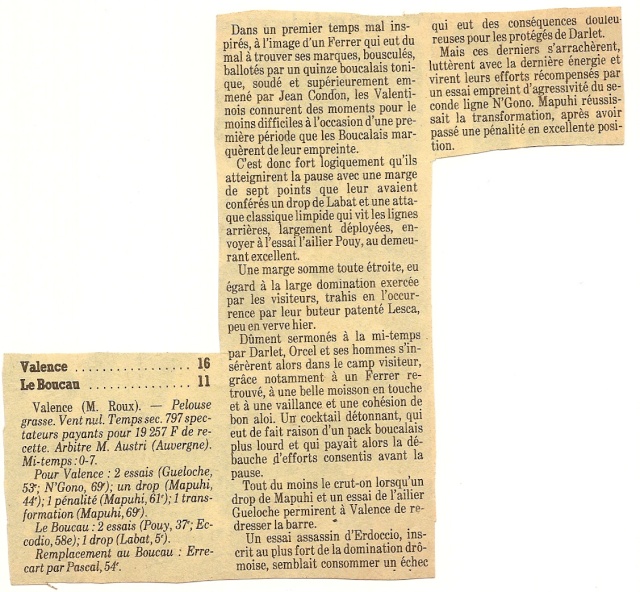 Valence . . . . . . . . . . . . . . . . . 16
Le Boucau . . . . . . . . . . . . . . . 11
Valence (M. Roux). — Pelouse
grasse. Vent nul. Temps sec. 797 spec-
tateurs payants pour 19 257 F de re-
cette. Arbitre M. Austri (Auvergne).
Mi-temps : 0-7.
Pour Valence : 2 essais (Gueloche,
53e; N'Gono, 69e); un drop (Mapuhi,
44e); 1 pénalité (Mapuhi, 61e); 1 trans-
formation (Mapuhi, 69e).
Le Boucau : 2 essais (Pouy, 37e; Ec-
codio, 58e); 1 drop (Labat, 5e).
Remplacement au Boucau : Erre-
cart par Pascal, 54e.
Dans un premier temps mal ins-
pirés, à l'image d'un Ferrer qui eut du
mal à trouver ses marques, bousculés,
ballotés par un quinze boucalais toni-
que, soudé et supérieurement em-
mené par Jean Condon, les Valenti-
nois connurent des moments pour le
moins difficiles à l'occasion d'une pre-
mière période que les Boucalais mar-
quèrent de leur empreinte.
C'est donc fort logiquement qu'ils
atteignirent la pause avec une marge
de sept points que leur avaient
conférés un drop de Labat et une atta-
que classique limpide qui vit les lignes
arrières, largement déployées, en-
voyer à l'essai l'ailier Pouy, au demeu-
rant excellent.
Une marge somme toute étroite, eu
égard à la large domination exercée
par les visiteurs, trahis en l'occur-
rence par leur buteur patenté Lesca,
peu en verve hier.
Dûment sermonés à la mi-temps
par Darlet, Orcel et ses hommes s'in-
sérèrent alors dans le camp visiteur,
grâce notamment à un Ferrer re-
trouvé, à une belle moisson en touche
et à une vaillance et une cohésion de
bon aloi. Un cocktail détonnant, qui
eut de fait raison d'un pack boucalais
plus lourd et qui payait alors la dé-
bauche d'efforts consentis avant la
pause.
Tout du moins le crut-on lorsqu'un
drop de Mapuhi et un essai de l'ailier
Gueloche permirent à Valence de re-
dresser la barre.
Un essai assassin d'Erdoccio, ins-
crit au plus fort de la domination drô-
moise, semblait consommer un échec
qui eut des conséquences doulou-
reuses pour les protégés de Darlet.
Mais ces derniers s'arrachèrent,
luttèrent avec la dernière énergie et
virent leurs efforts récompensés par
un essai empreint d'agressivité du se-
conde ligne N'Gono. Mapuhi réussis-
sait la transformation, après avoir
passé une pénalité en excellente posi-
tion.